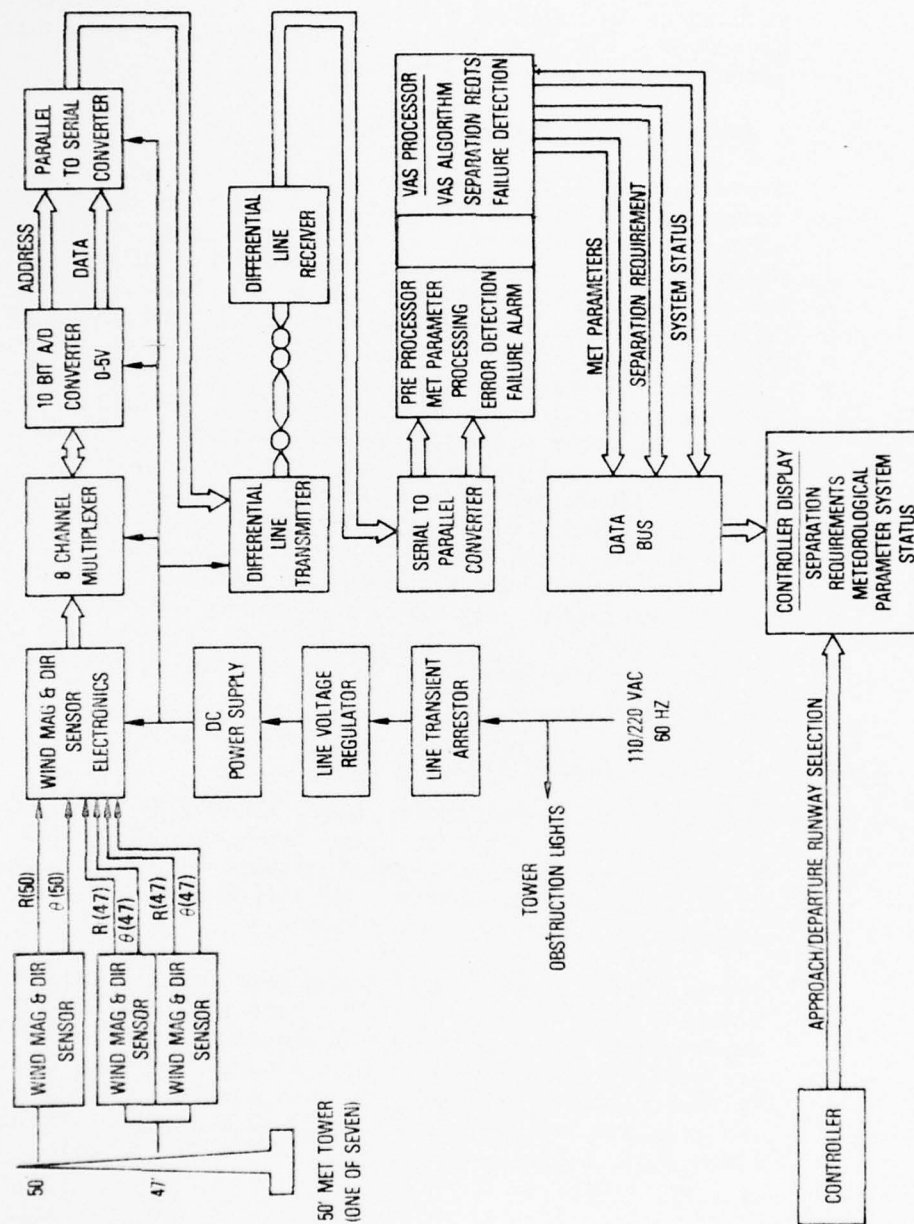 50'
47'
50' MET TOWER
(ONE OF SEVEN)
WIND MAG & DIR
SENSOR
WIND MAG & DIR
SENSOR
WIND MAG & DIR
SENSOR
R(50)
θ(50)
R(47)
θ(47)
R(47)
θ(47)
WIND MAG & DIR
SENSOR
ELECTRONICS
8 CHANNEL
MULTIPLEXER
10 BIT A/D
CONVERTER
0-5V
ADDRESS
DATA
PARALLEL
TO SERIAL
CONVERTER
DC
POWER SUPPLY
LINE VOLTAGE
REGULATOR
LINE TRANSIENT
ARRESTOR
110/220 VAC
60 HZ
TOWER
OBSTRUCTION LIGHTS
DIFFERENTIAL
LINE
TRANSMITTER
DIFFERENTIAL
LINE
RECEIVER
SERIAL TO
PARALLEL
CONVERTER
PRE PROCESSOR
MET PARAMETER
PROCESSING
ERROR DETECTION
FAILURE ALARM
VAS PROCESSOR
VAS ALGORITHM
SEPARATION REQTS
FAILURE DETECTION
MET PARAMETERS
SEPARATION REQUIREMENT
SYSTEM STATUS
DATA
BUS
CONTROLLER DISPLAY
SEPARATION
REQUIREMENTS
METEOROLOGICAL
PARAMETER SYSTEM
STATUS
APPROACH/DEPARTURE RUNWAY SELECTION
CONTROLLER